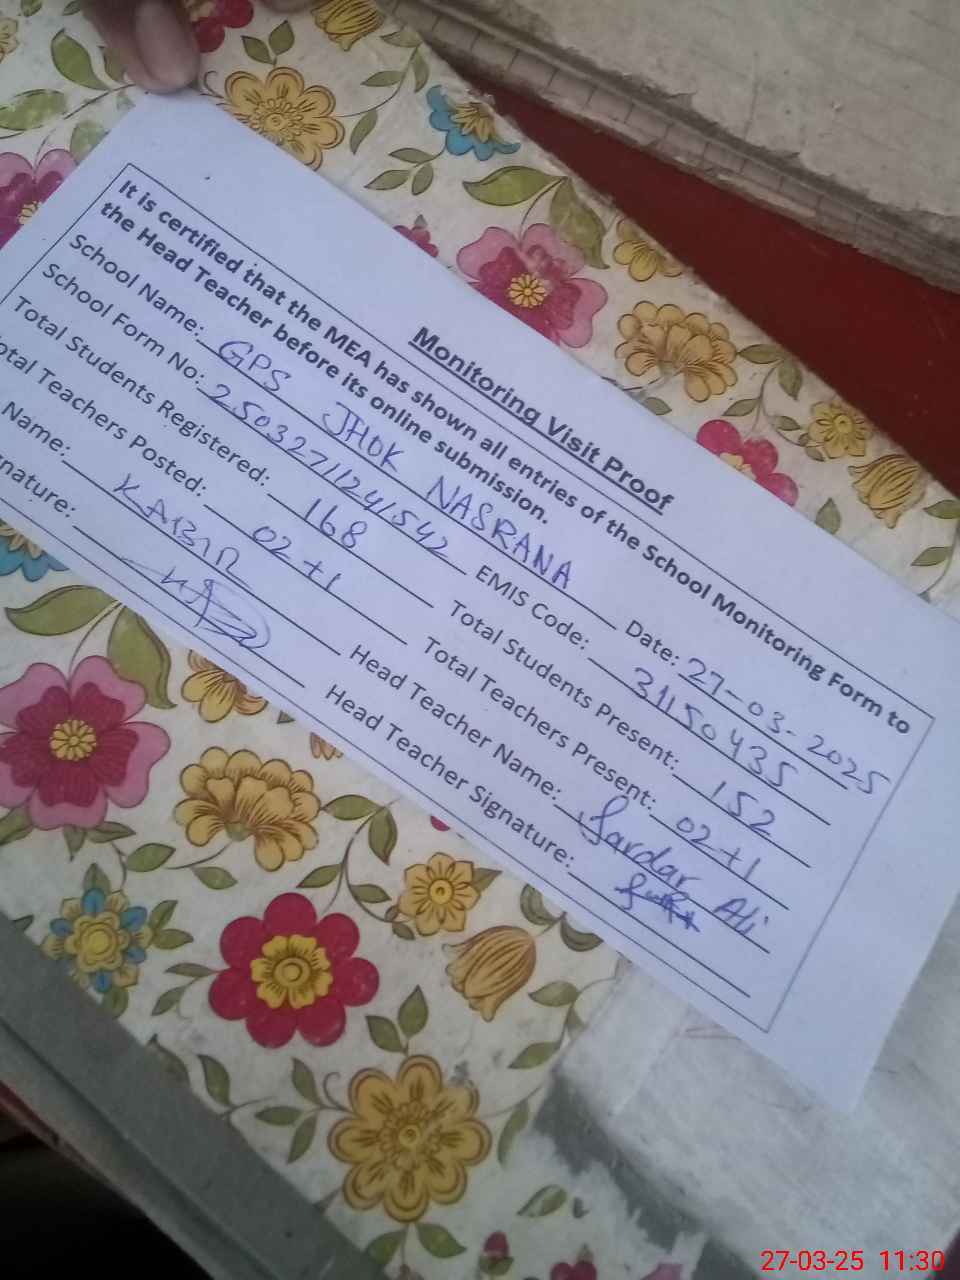 Monitoring Visit Proof
It is certified that the MEA has shown all entries of the School Monitoring Form to
the Head Teacher before its online submission.
School Name: GPS JHOK NASRANA Date: 27-03-2025
School Form No: 25032711241542 EMIS Code: 31150435
Total Students Registered: 168 Total Students Present: 152
otal Teachers Posted: 02+1 Total Teachers Present: 02+1
Name: KABIR Head Teacher Name: Sardar Ali
nature: Head Teacher Signature:
27-03-25 11:30